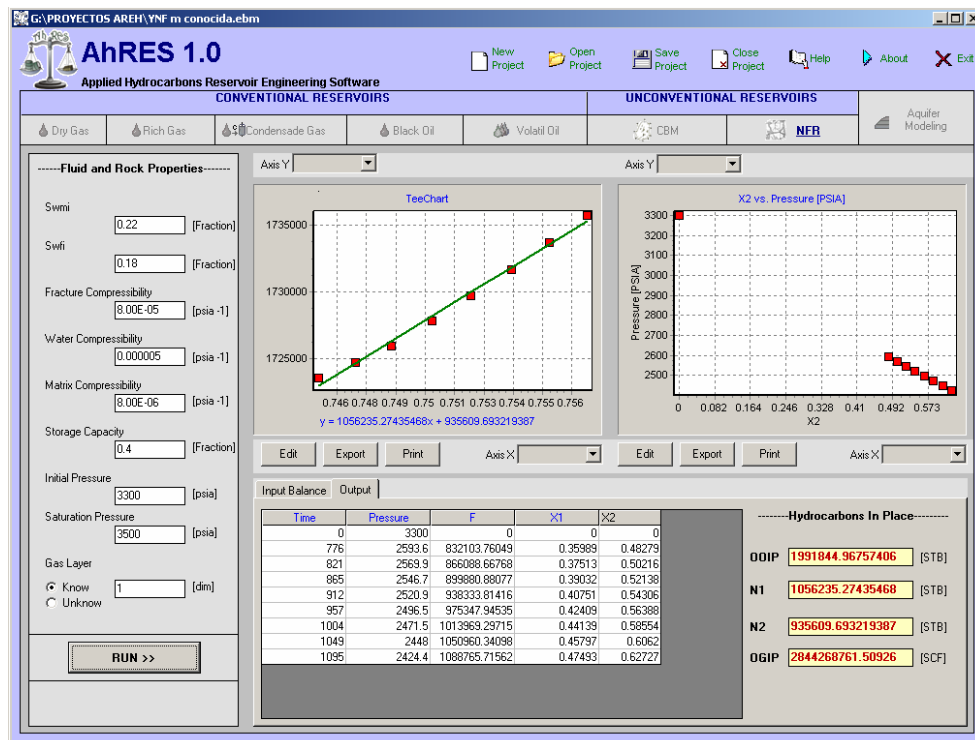 G:\PROYECTOS AREH\YNF m conocida.ebm
Ah RES
AhRES 1.0
Applied Hydrocarbons Reservoir Engineering Software
New Project
Open Project
Save Project
Close Project
Help
About
Exit
CONVENTIONAL RESERVOIRS
UNCONVENTIONAL RESERVOIRS
Aquifer Modeling
Dry Gas
Rich Gas
Condensade Gas
Black Oil
Volatil Oil
CBM
NFR
------Fluid and Rock Properties-------
Swmi
0.22 [Fraction]
Swfi
0.18 [Fraction]
Fracture Compressibility
8.00E-05 [psia -1]
Water Compressibility
0.000005 [psia -1]
Matrix Compressibility
8.00E-06 [psia -1]
Storage Capacity
0.4 [Fraction]
Initial Pressure
3300 [psia]
Saturation Pressure
3500 [psia]
Gas Layer
Know
Unknow
1 [dim]
RUN >>
Axis Y
TeeChart
1735000
1730000
1725000
0.746 0.748 0.749 0.75 0.751 0.753 0.754 0.755 0.756
y = 1056235.27435468x + 935609.693219387
Edit Export Print Axis X
Axis Y
X2 vs. Pressure [PSIA]
Pressure [PSIA]
3300
3200
3100
3000
2900
2800
2700
2600
2500
0 0.082 0.164 0.246 0.328 0.41 0.492 0.573
X2
Edit Export Print Axis X
Input Balance Output
Time Pressure F X1 X2
0 3300 0 0 0
776 2593.6 832103.76049 0.35989 0.48279
821 2569.9 866088.66768 0.37513 0.50216
865 2546.7 899880.88077 0.39032 0.52138
912 2520.9 938333.81416 0.40751 0.54306
957 2496.5 975347.94535 0.42409 0.56388
1004 2471.5 1013969.29715 0.44139 0.58554
1049 2448 1050960.34098 0.45797 0.6062
1095 2424.4 1088765.71562 0.47493 0.62727
--------Hydrocarbons In Place---------
OOIP 1991844.96757406 [STB]
N1 1056235.27435468 [STB]
N2 935609.693219387 [STB]
OGIP 2844268761.50926 [SCF]